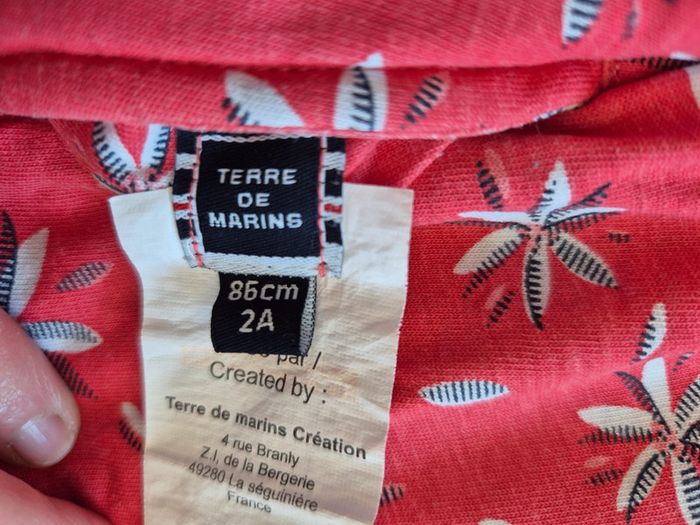 TERRE
DE
MARINS
86cm
2A
par /
Created by :
Terre de marins Création
4 rue Branly
Z.I, de la Bergerie
49280 La séguinière
France